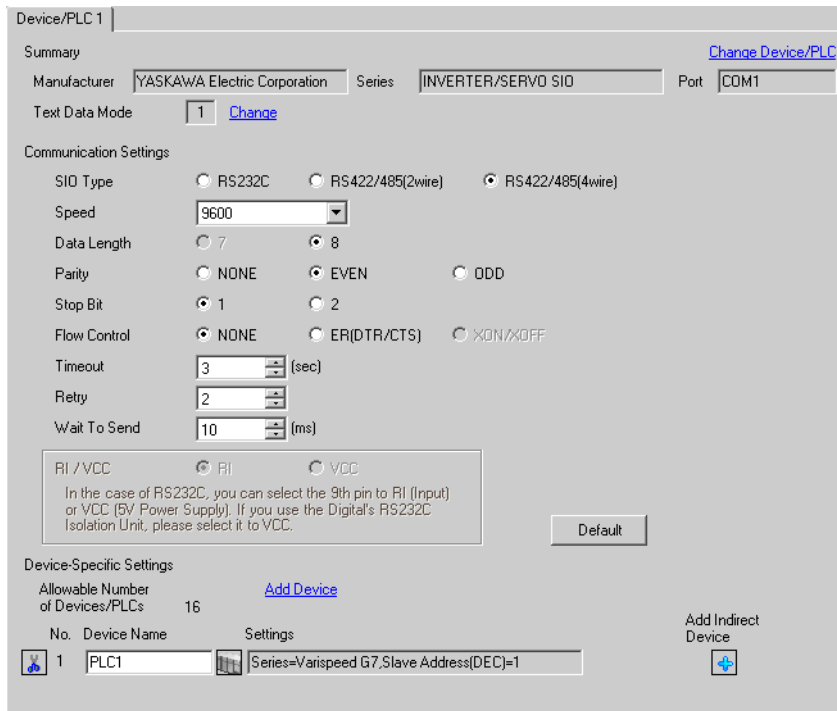 Device/PLC 1
Summary Change Device/PLC
Manufacturer YASKAWA Electric Corporation Series INVERTER/SERVO SIO Port COM1
Text Data Mode 1 Change
Communication Settings
SIO Type RS232C RS422/485(2wire) RS422/485(4wire)
Speed 9600
Data Length 7 8
Parity NONE EVEN ODD
Stop Bit 1 2
Flow Control NONE ER(DTR/CTS) XON/XOFF
Timeout 3 (sec)
Retry 2
Wait To Send 10 (ms)
RI / VCC RI VCC
In the case of RS232C, you can select the 9th pin to RI (Input)
or VCC (5V Power Supply). If you use the Digital's RS232C
Isolation Unit, please select it to VCC.
Default
Device-Specific Settings
Allowable Number Add Device
of Devices/PLCs 16
Add Indirect
No. Device Name Settings Device
1 PLC1 Series=Varispeed G7,Slave Address(DEC)=1